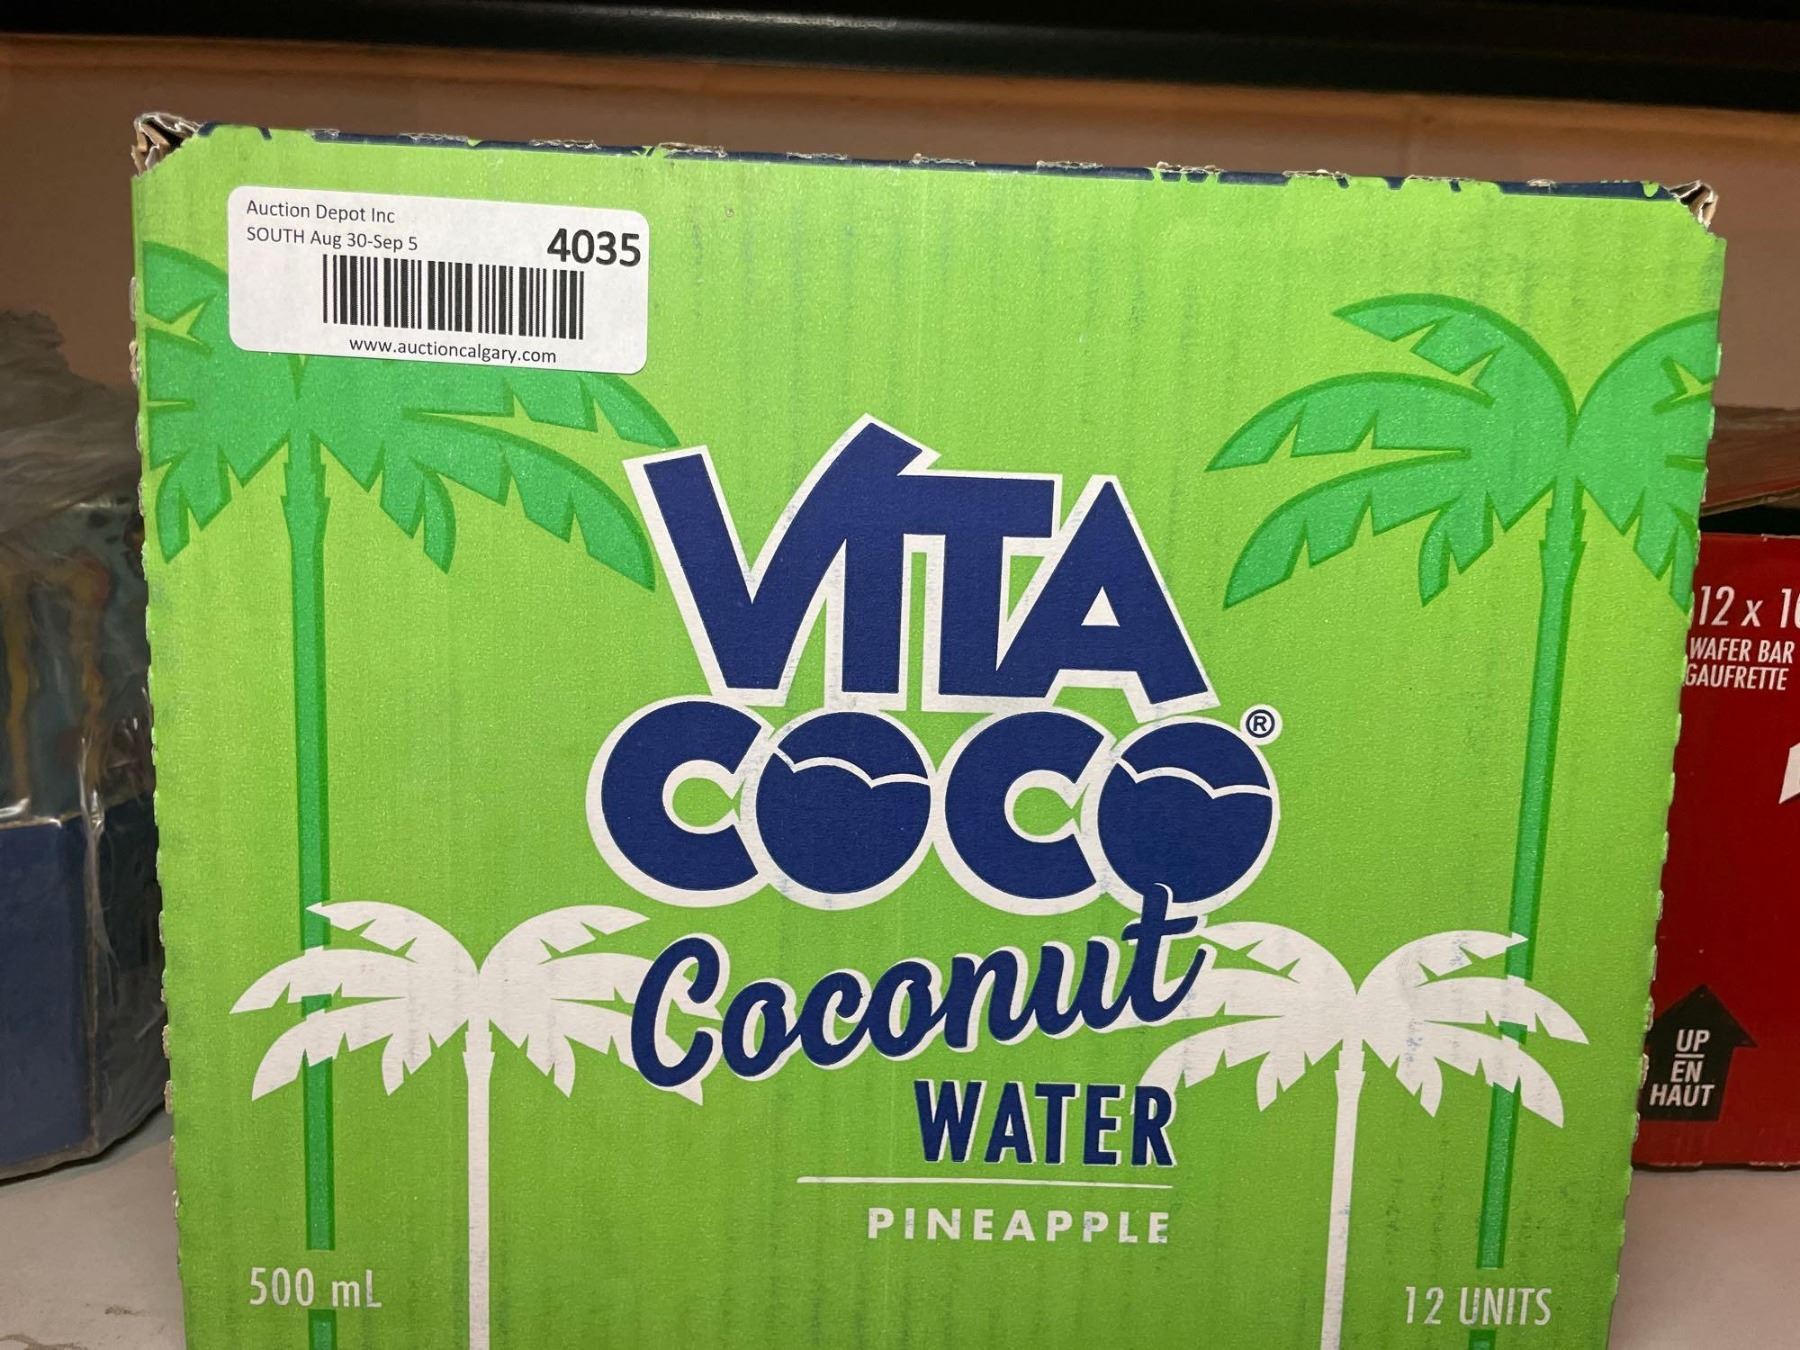 Auction Depot Inc
SOUTH Aug 30-Sep 5
4035
www.auctioncalgary.com
VITA
COCO®
Coconut
WATER
PINEAPPLE
500 mL
12 UNITS
12 x
WAFER BAR
GAUFRETTE
UP
EN
HAUT